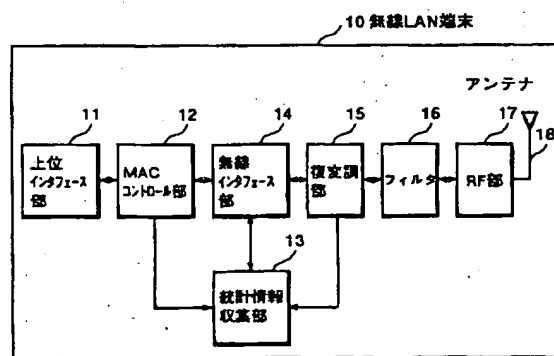 10 無線LAN端末
アンテナ
11
12
14
15
16
17
18
上位
インタフェース
部
MAC
コントロール部
無線
インタフェース
部
復変調
部
フィルタ
RF部
13
統計情報
収集部